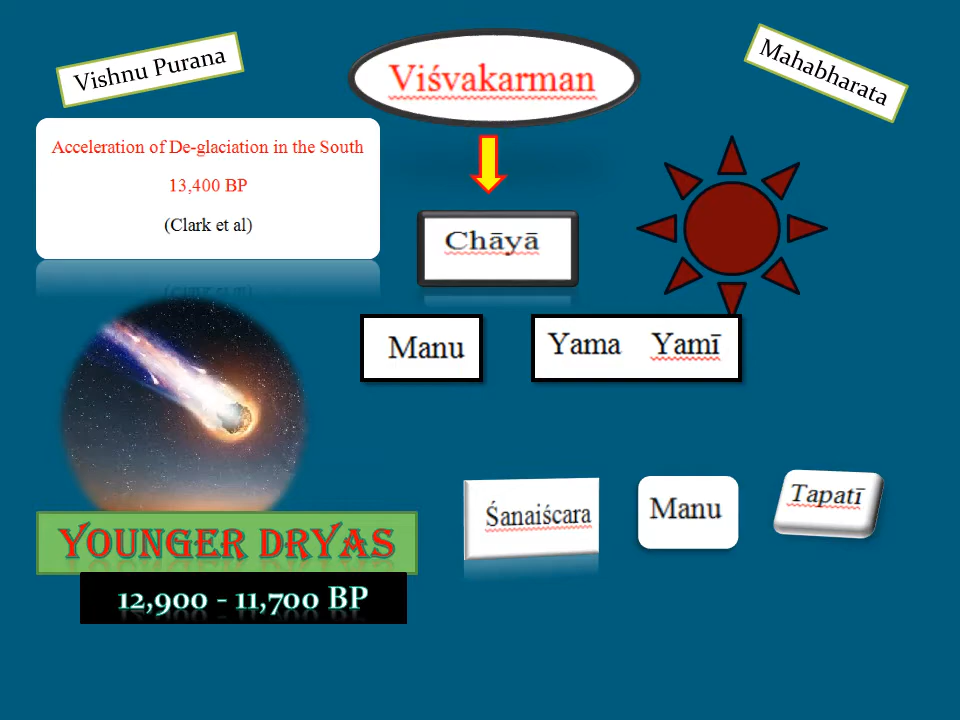 Vishnu Purana
Viśvakarman
Mahabharata
Acceleration of De-glaciation in the South
13,400 BP
(Clark et al)
Chāyā
Manu
Yama Yamī
Śanaiścara
Manu
Tapatī
YOUNGER DRYAS
12,900 - 11,700 BP